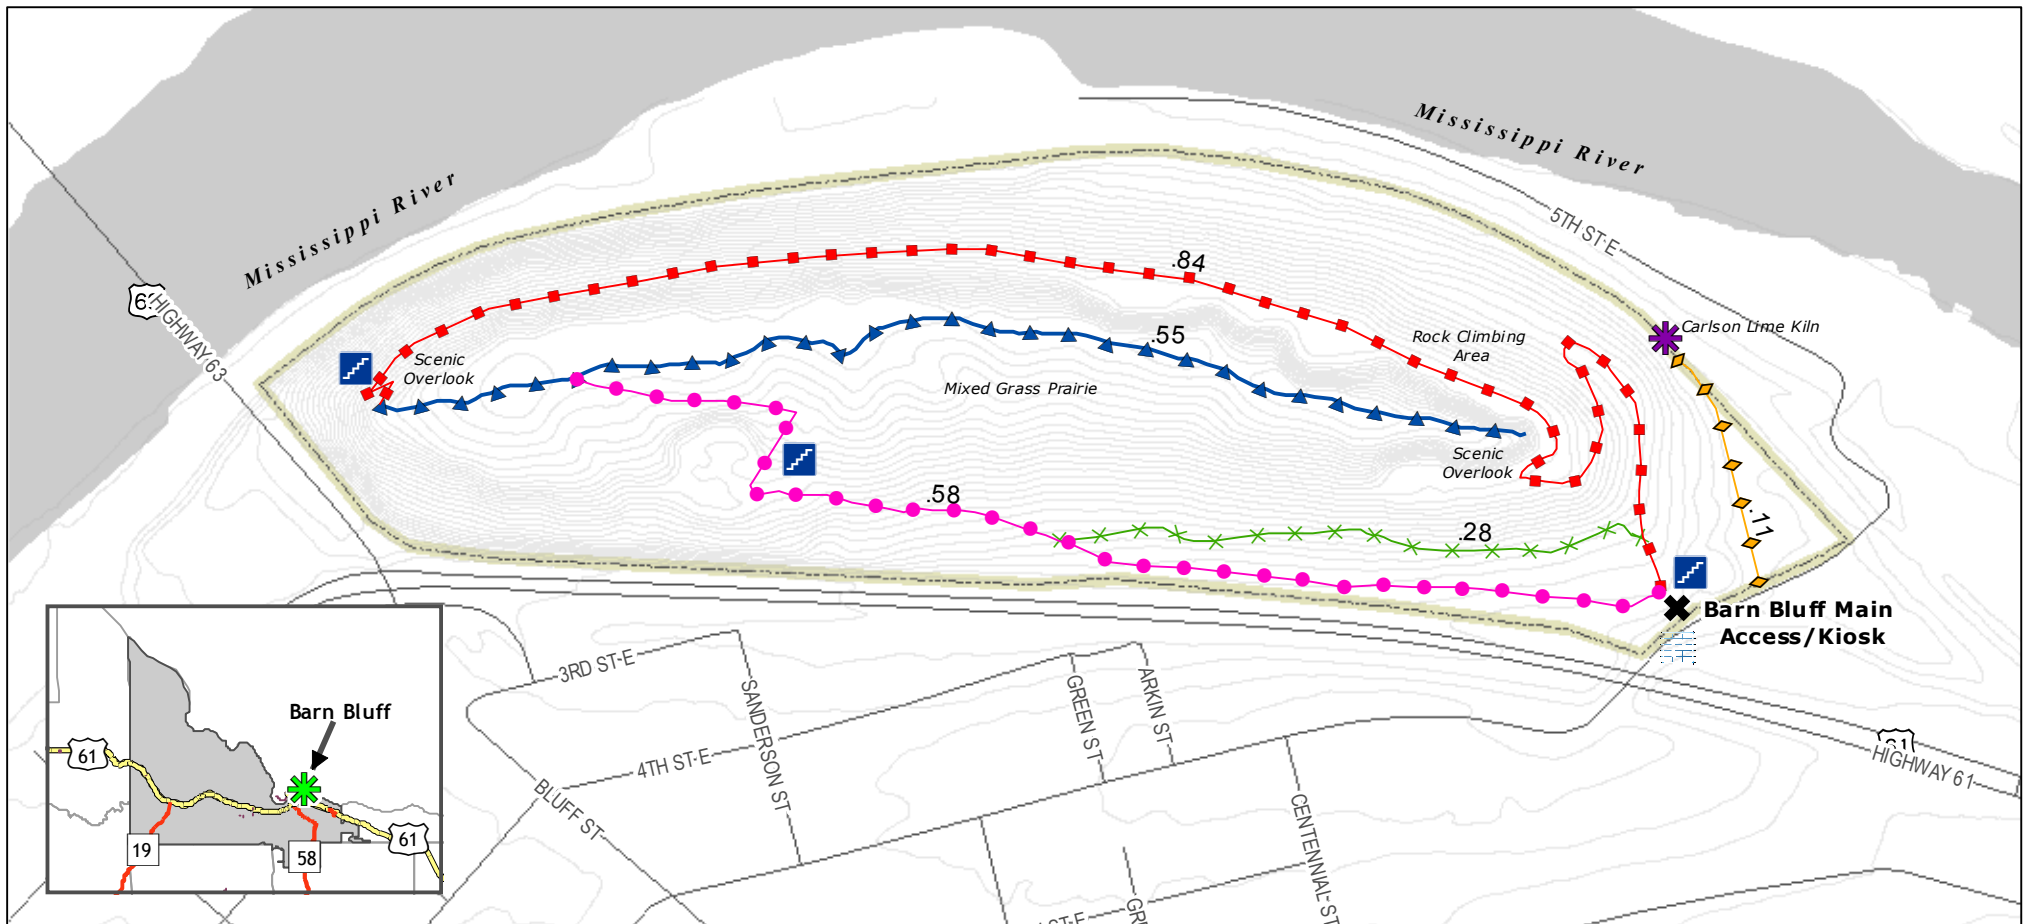 Mississippi River
Mississippi River
5TH ST-E
HIGHWAY 63
.84
.55
Carlson Lime Kiln
Rock Climbing
Area
Scenic
Overlook
Mixed Grass Prairie
Scenic
Overlook
.58
.28
.11
Barn Bluff Main
Access/Kiosk
3RD ST-E
SANDERSON ST
GREEN ST
ARKIN ST
4TH ST-E
BLUFF ST
CENTENNIAL ST
HIGHWAY 61
Barn Bluff
61
61
19
58